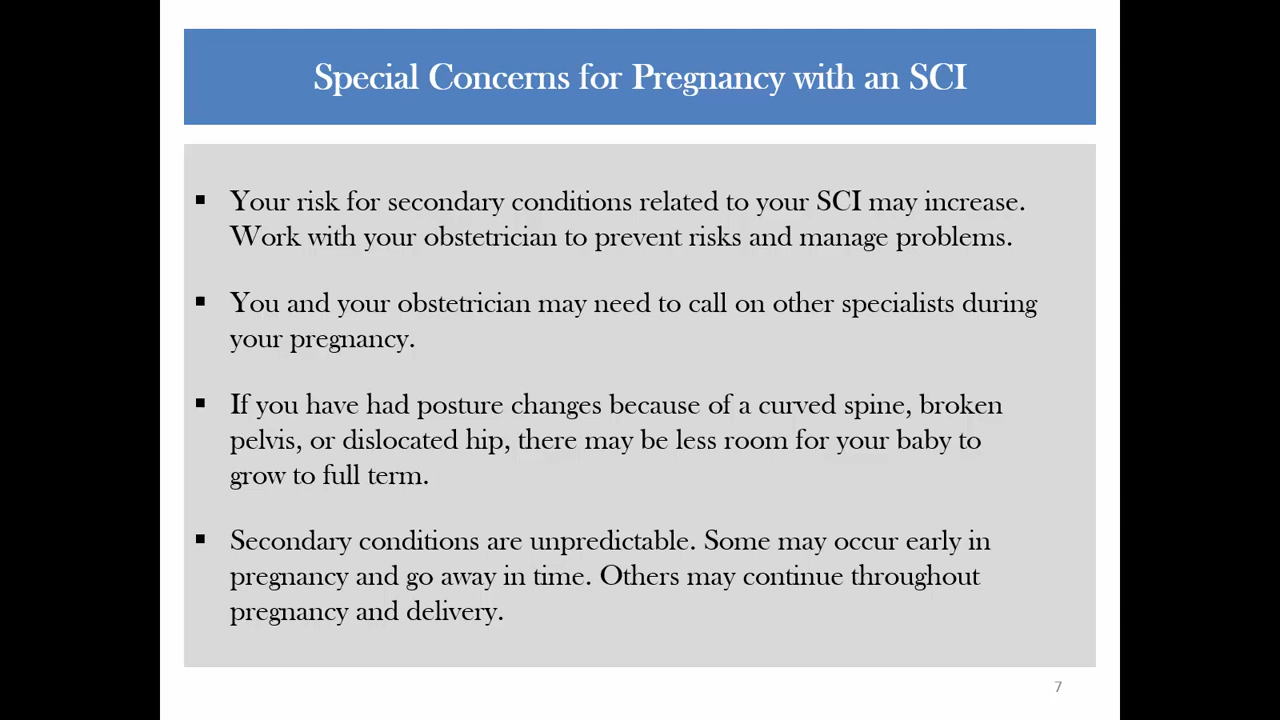 Special Concerns for Pregnancy with an SCI
▪ Your risk for secondary conditions related to your SCI may increase.
Work with your obstetrician to prevent risks and manage problems.
▪ You and your obstetrician may need to call on other specialists during
your pregnancy.
▪ If you have had posture changes because of a curved spine, broken
pelvis, or dislocated hip, there may be less room for your baby to
grow to full term.
▪ Secondary conditions are unpredictable. Some may occur early in
pregnancy and go away in time. Others may continue throughout
pregnancy and delivery.
7